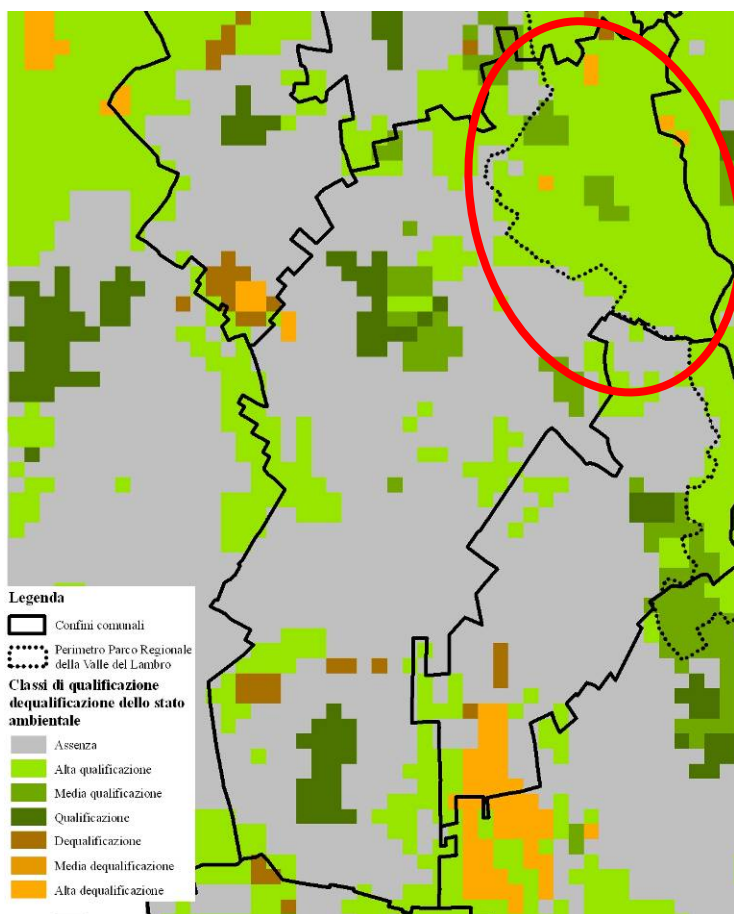 Legenda
Confini comunali
Perimetro Parco Regionale
della Valle del Lambro
Classi di qualificazione
dequalificazione dello stato
ambientale
Assenza
Alta qualificazione
Media qualificazione
Qualificazione
Dequalificazione
Media dequalificazione
Alta dequalificazione